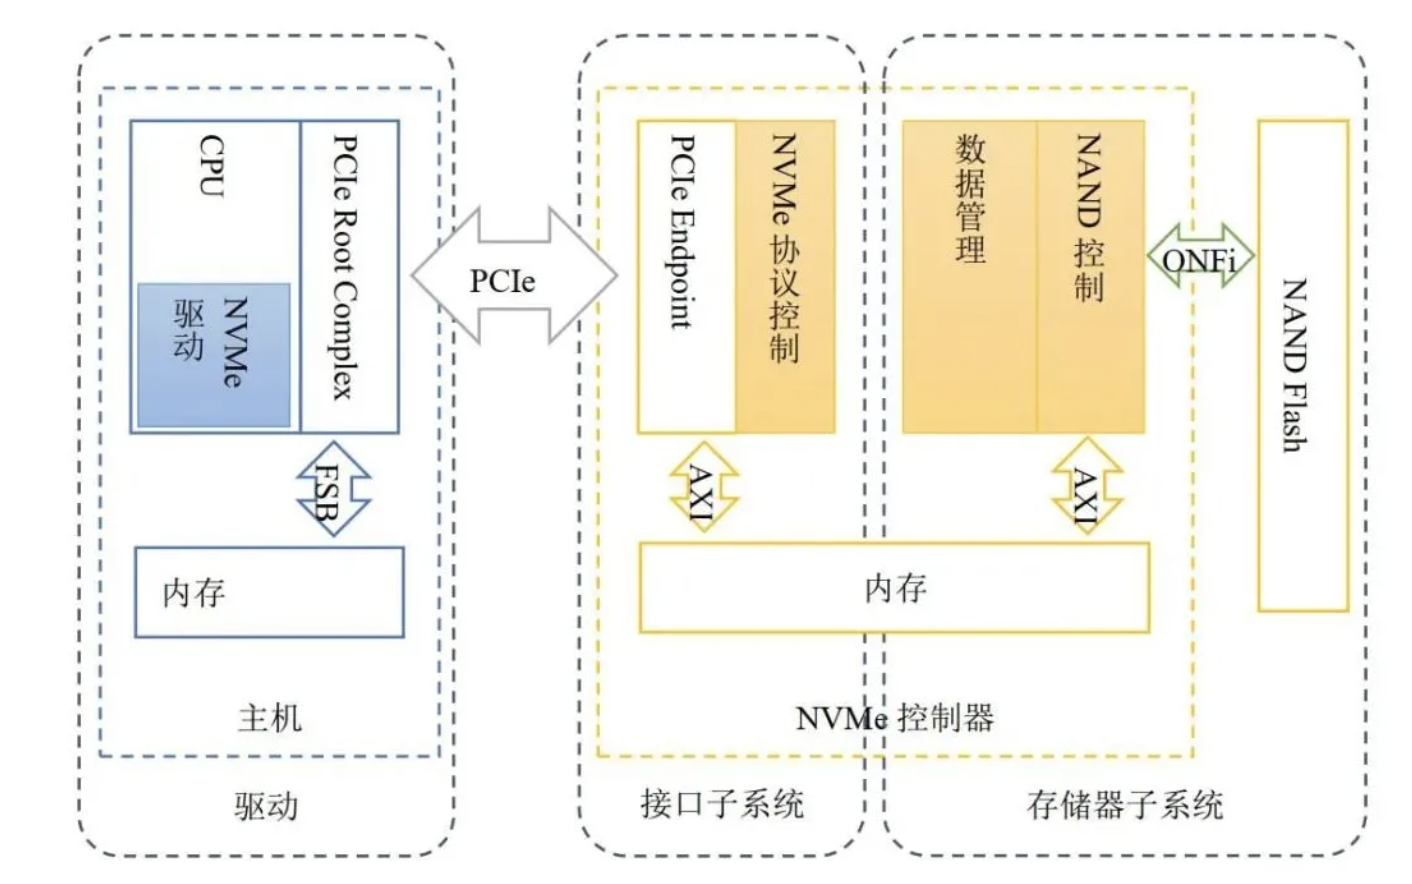 CPU
NVMe
驱动
PCIe Root Complex
FSB
内存
主机
驱动
PCIe
PCIe Endpoint
NVMe 协议控制
AXI
数据管理
NAND 控制
AXI
内存
NVMe 控制器
接口子系统
存储器子系统
ONFi
NAND Flash